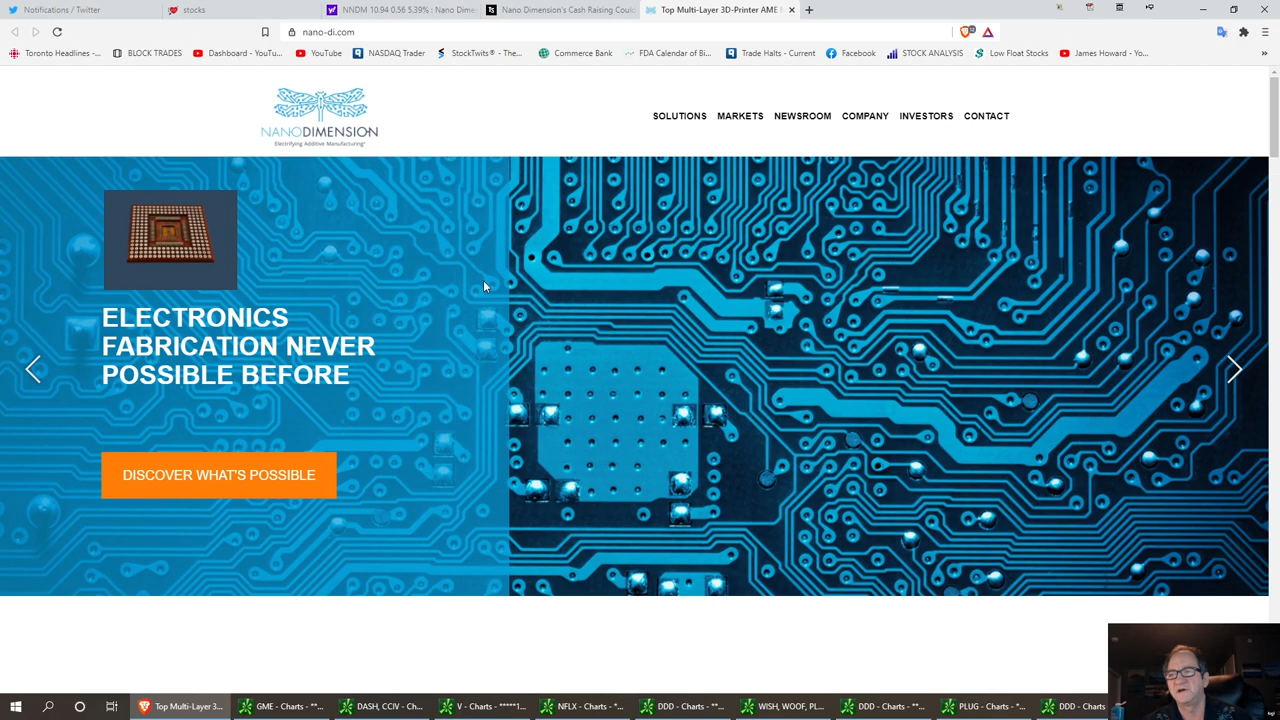 Notifications / Twitter
stocks
NNDM 10.94 0.56 5.39% : Nano Dime
Nano Dimension's Cash Raising Coul
Top Multi-Layer 3D-Printer AME
nano-di.com
Toronto Headlines -...
BLOCK TRADES
Dashboard - YouTu...
YouTube
NASDAQ Trader
StockTwits® - The...
Commerce Bank
FDA Calendar of Bi...
Trade Halts - Current
Facebook
STOCK ANALYSIS
Low Float Stocks
James Howard - Yo...
NANODIMENSION
Electrifying Additive Manufacturing®
SOLUTIONS
MARKETS
NEWSROOM
COMPANY
INVESTORS
CONTACT
ELECTRONICS
FABRICATION NEVER
POSSIBLE BEFORE
DISCOVER WHAT'S POSSIBLE
Top Multi-Layer 3...
GME - Charts - "**...
DASH, CCIV - Ch...
V - Charts - *****1...
NFLX - Charts - "*...
DDD - Charts - "**...
WISH, WOOF, PL...
DDD - Charts - "**...
PLUG - Charts - "*...
DDD - Charts